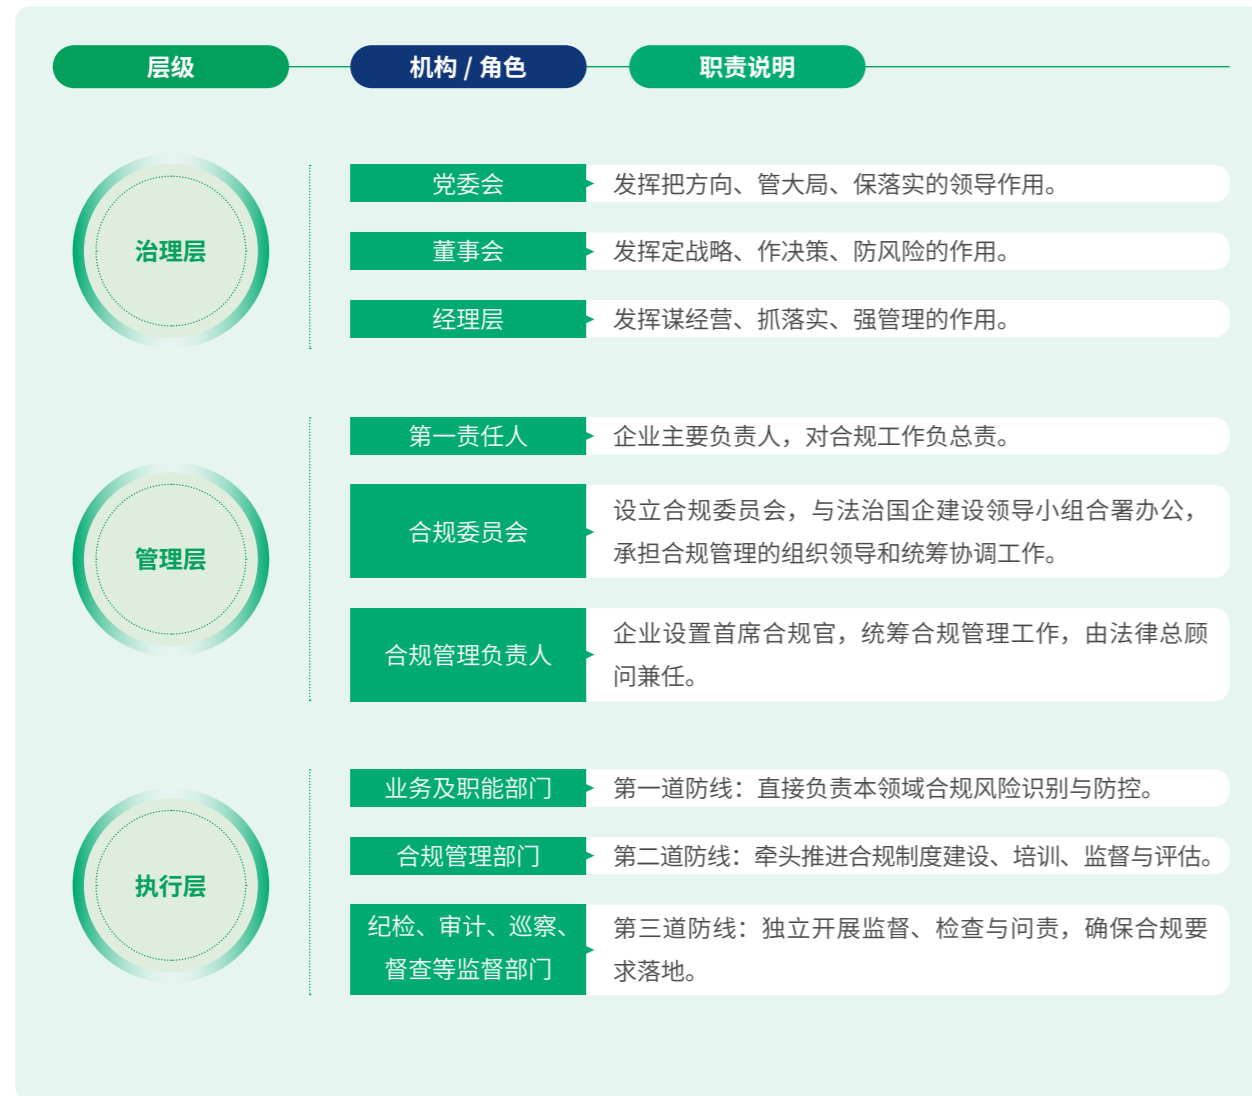 层级
机构 / 角色
职责说明
治理层
党委会
发挥把方向、管大局、保落实的领导作用。
董事会
发挥定战略、作决策、防风险的作用。
经理层
发挥谋经营、抓落实、强管理的作用。
管理层
第一责任人
企业主要负责人，对合规工作负总责。
合规委员会
设立合规委员会，与法治国企建设领导小组合署办公，
承担合规管理的组织领导和统筹协调工作。
合规管理负责人
企业设置首席合规官，统筹合规管理工作，由法律总顾
问兼任。
执行层
业务及职能部门
第一道防线：直接负责本领域合规风险识别与防控。
合规管理部门
第二道防线：牵头推进合规制度建设、培训、监督与评估。
纪检、审计、巡察、
督查等监督部门
第三道防线：独立开展监督、检查与问责，确保合规要
求落地。